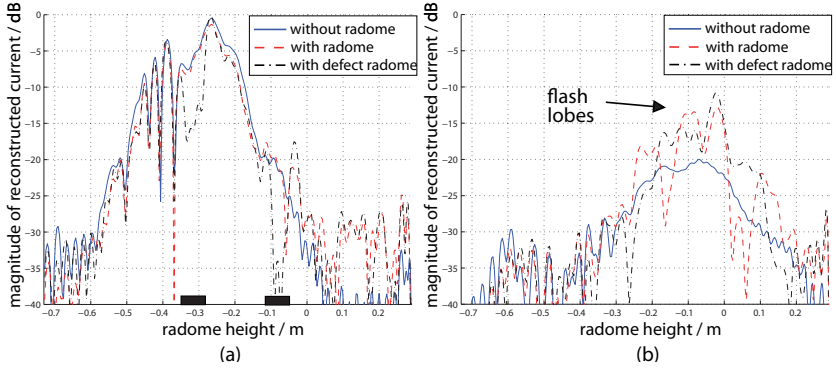 magnitude of reconstructed current / dB
0
−5
−10
−15
−20
−25
−30
−35
−40
−0.7 −0.6 −0.5 −0.4 −0.3 −0.2 −0.1 0 0.1 0.2
radome height / m
(a)
without radome
with radome
with defect radome
magnitude of reconstructed current / dB
0
−5
−10
−15
−20
−25
−30
−35
−40
−0.7 −0.6 −0.5 −0.4 −0.3 −0.2 −0.1 0 0.1 0.2
radome height / m
(b)
without radome
with radome
with defect radome
flash
lobes